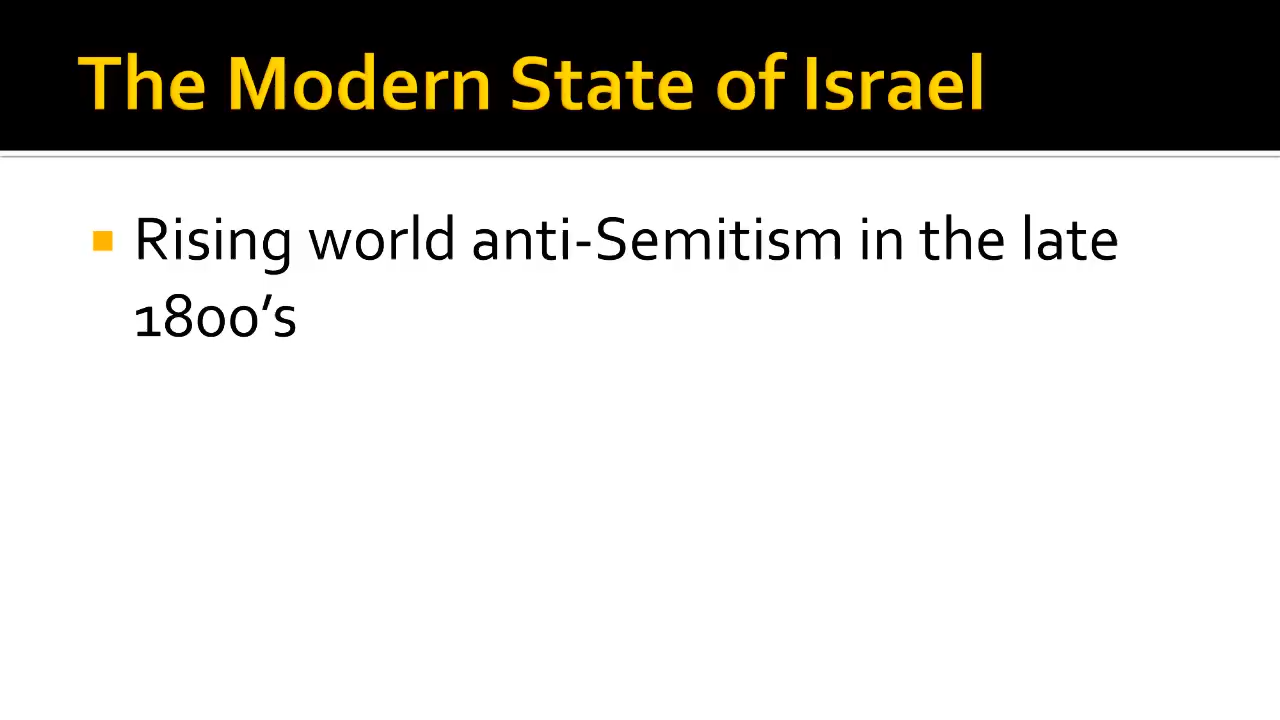 The Modern State of Israel
Rising world anti-Semitism in the late
1800’s